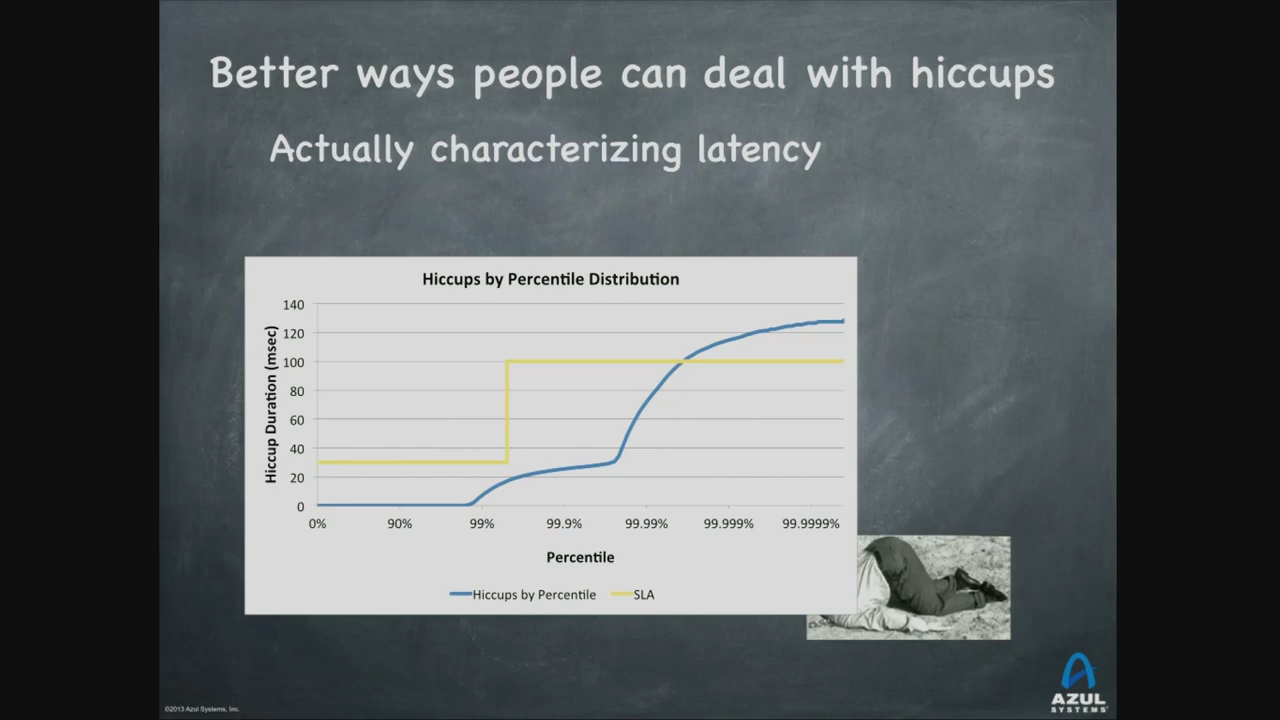 Better ways people can deal with hiccups
Actually characterizing latency
Hiccups by Percentile Distribution
Hiccup Duration (msec)
140
120
100
80
60
40
20
0
0% 90% 99% 99.9% 99.99% 99.999% 99.9999%
Percentile
Hiccups by Percentile SLA
©2013 Azul Systems, Inc.
AZUL
SYSTEMS